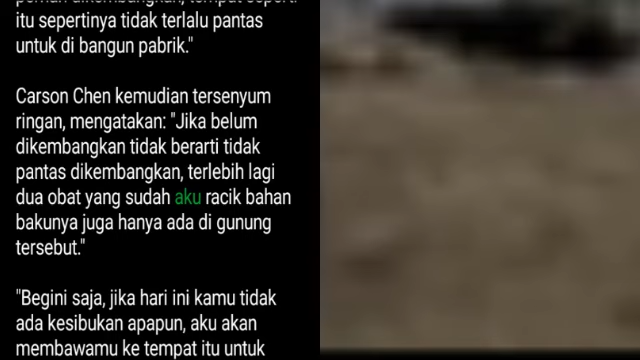 itu sepertinya tidak terlalu pantas
untuk di bangun pabrik."
Carson Chen kemudian tersenyum
ringan, mengatakan: "Jika belum
dikembangkan tidak berarti tidak
pantas dikembangkan, terlebih lagi
dua obat yang sudah aku racik bahan
bakunya juga hanya ada di gunung
tersebut."
"Begini saja, jika hari ini kamu tidak
ada kesibukan apapun, aku akan
membawamu ke tempat itu untuk